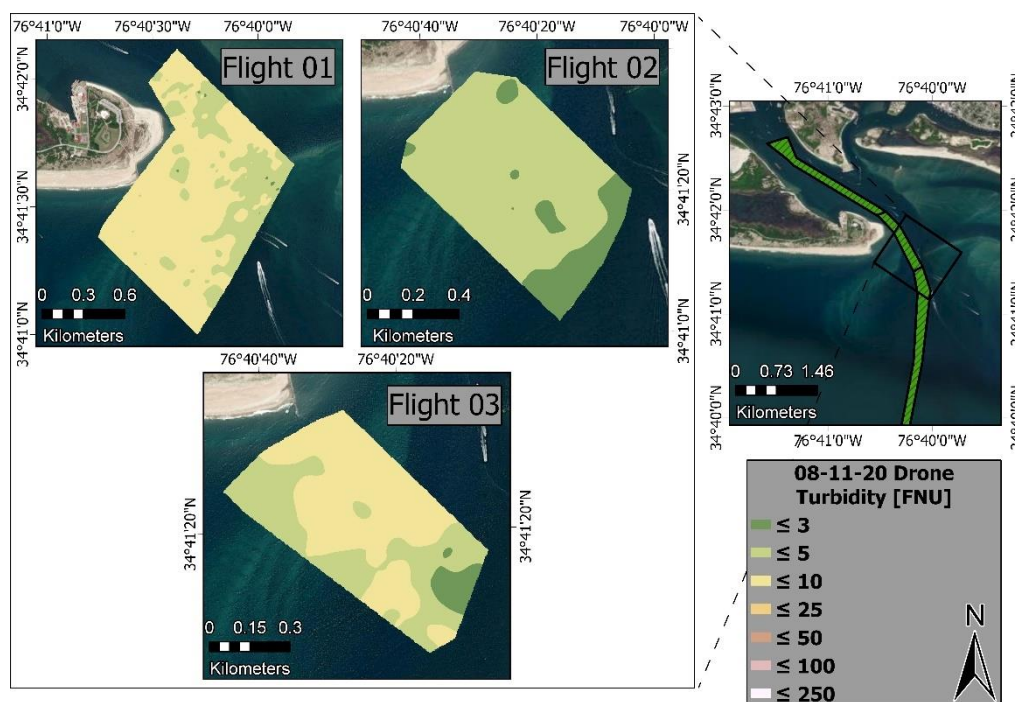 76°41'0"W 76°40'30"W 76°40'0"W
34°42'0"N
34°41'30"N
34°41'0"N
Flight 01
0 0.3 0.6
Kilometers
76°40'40"W 76°40'20"W 76°40'0"W
Flight 02
34°41'20"N
34°41'0"N
0 0.2 0.4
Kilometers
76°40'40"W 76°40'20"W
Flight 03
34°41'20"N
34°41'20"N
0 0.15 0.3
Kilometers
76°41'0"W 76°40'0"W
34°43'0"N
34°42'0"N
34°41'0"N
34°40'0"N
0 0.73 1.46
Kilometers
76°41'0"W 76°40'0"W
08-11-20 Drone
Turbidity [FNU]
≤ 3
≤ 5
≤ 10
≤ 25
≤ 50
≤ 100
≤ 250
N